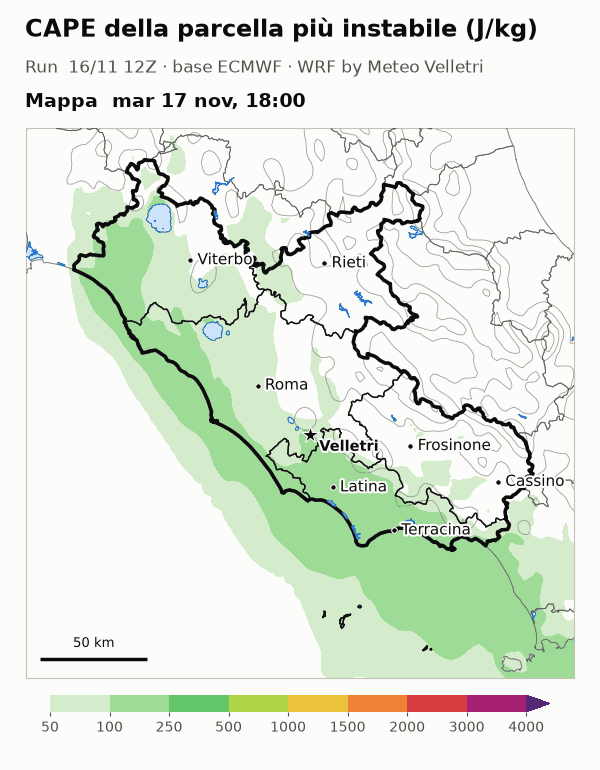 CAPE della parcella più instabile (J/kg)
Run  16/11 12Z · base ECMWF · WRF by Meteo Velletri
Mappa  mar 17 nov, 18:00
Viterbo
Rieti
Roma
Velletri
Frosinone
Cassino
Latina
Terracina
50 km
50 100 250 500 1000 1500 2000 3000 4000